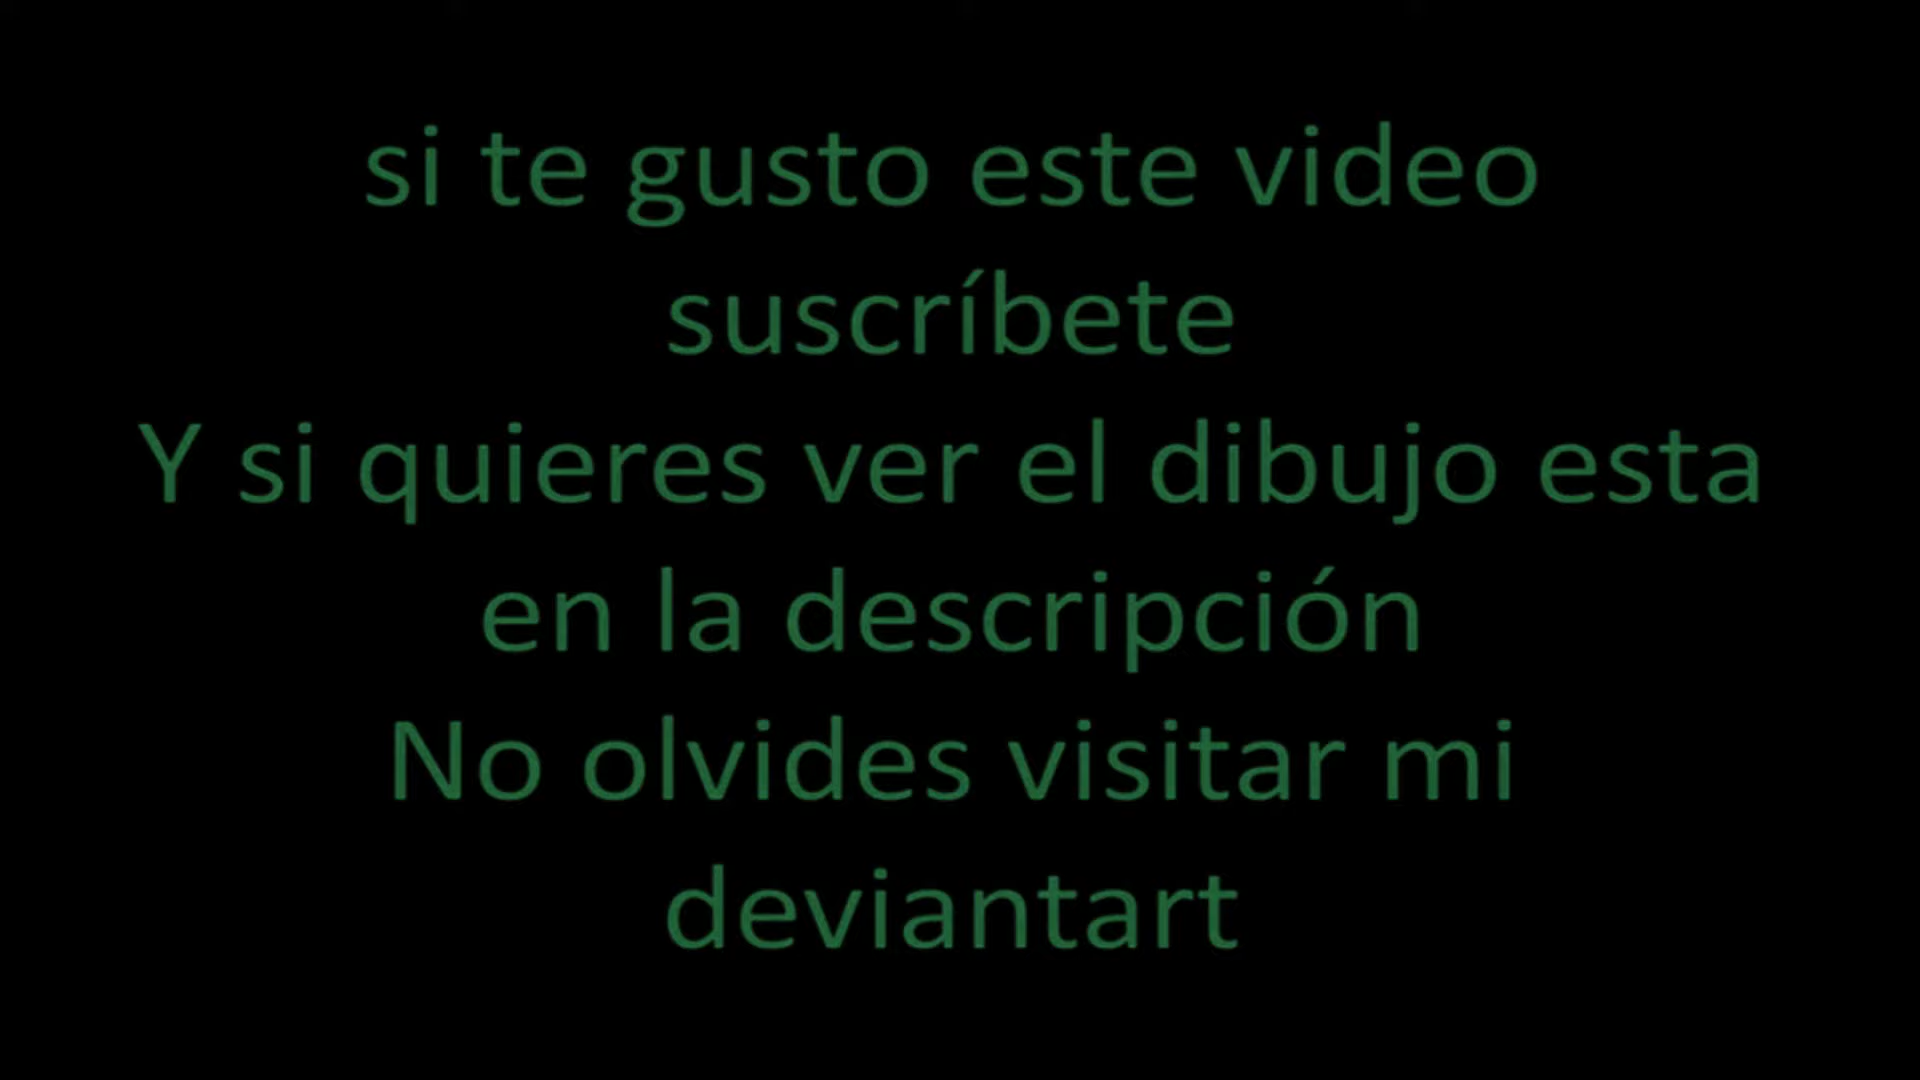 si te gusto este video
suscríbete
Y si quieres ver el dibujo esta
en la descripción
No olvides visitar mi
deviantart